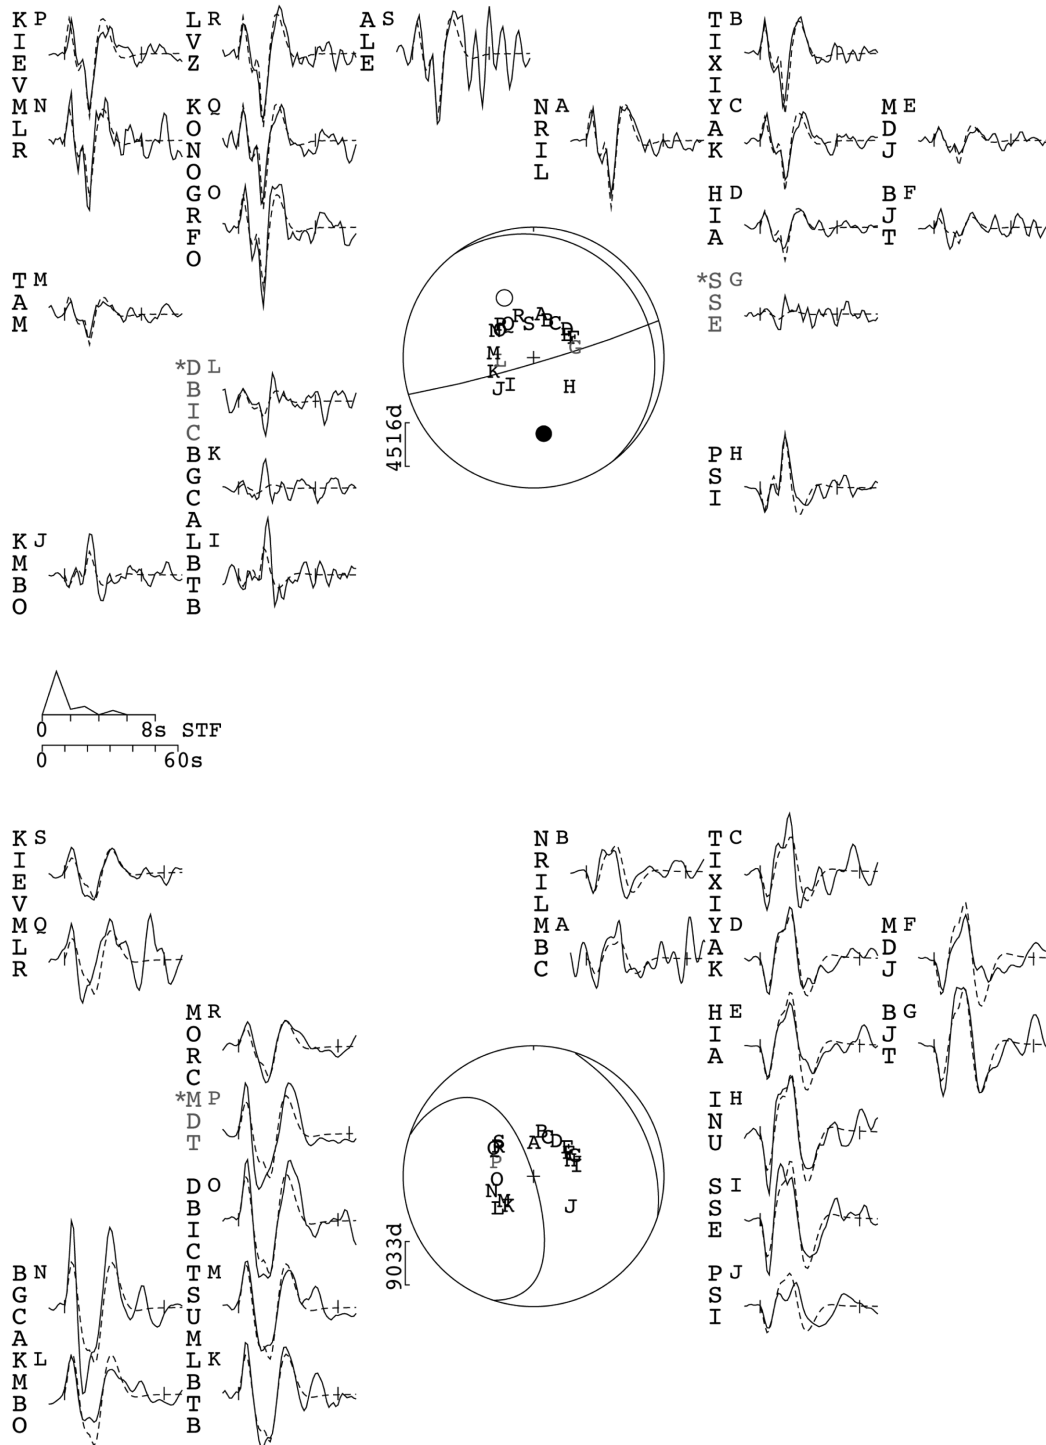 KIEV P
LVZ R
ALE S
TIXI B
MLR N
KONO Q
NRIL A
YAK C
MDJ E
GRFO O
HIA D
BJT F
TAM M
*SSE G
R A
S B C
N P O Q D
E F
G
M L
K
J I H
*DBIC L
4516d
BGCA K
PSI H
KMBO J
LBTB I
0 8s STF
0 60s
KIEV S
NRIL B
TIXI C
MLR Q
MBC A
YAK D
MDJ F
MORC R
HIA E
BJT G
*MDT P
INU H
B C
A D
S Q R E F G
P H I
O
N M
L K J
DBIC O
SSE I
9033d
BGCA N
TSUM M
PSI J
KMBO L
LBTB K